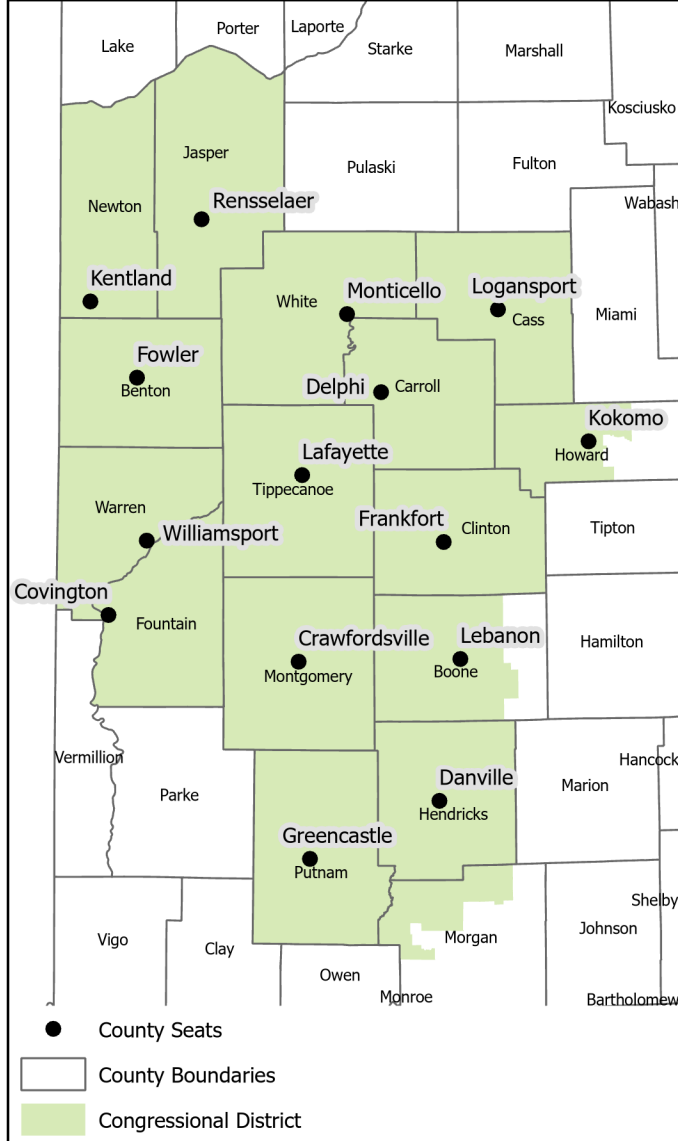 Laporte
Porter
Lake
Starke
Marshall
Kosciusko
Jasper
Pulaski
Fulton
Rensselaer
Wabash
Newton
Kentland
Monticello
Logansport
White
Cass
Miami
Fowler
Benton
Delphi
Carroll
Kokomo
Howard
Lafayette
Tippecanoe
Warren
Williamsport
Frankfort
Clinton
Tipton
Covington
Fountain
Crawfordsville
Montgomery
Lebanon
Boone
Hamilton
Vermillion
Parke
Danville
Hendricks
Marion
Hancock
Greencastle
Putnam
Shelby
Vigo
Clay
Morgan
Johnson
Owen
Monroe
Bartholomew
County Seats
County Boundaries
Congressional District